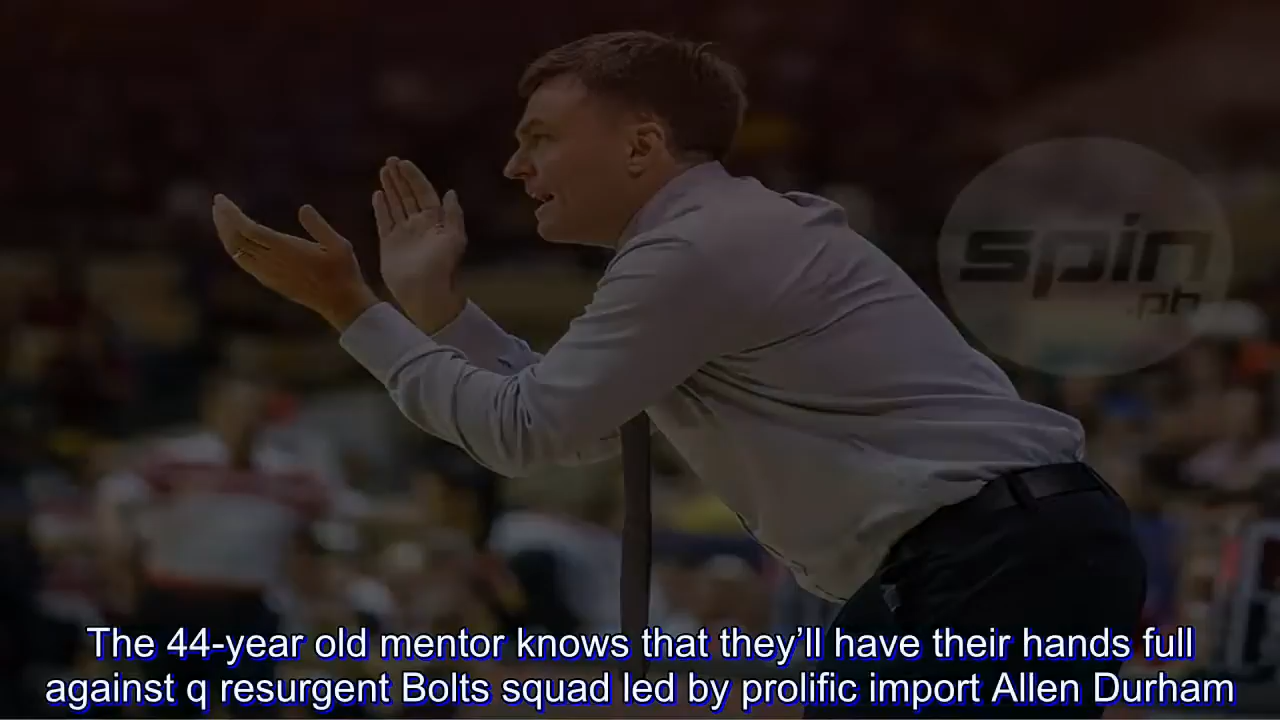 spin
.ph
The 44-year old mentor knows that they’ll have their hands full
against q resurgent Bolts squad led by prolific import Allen Durham